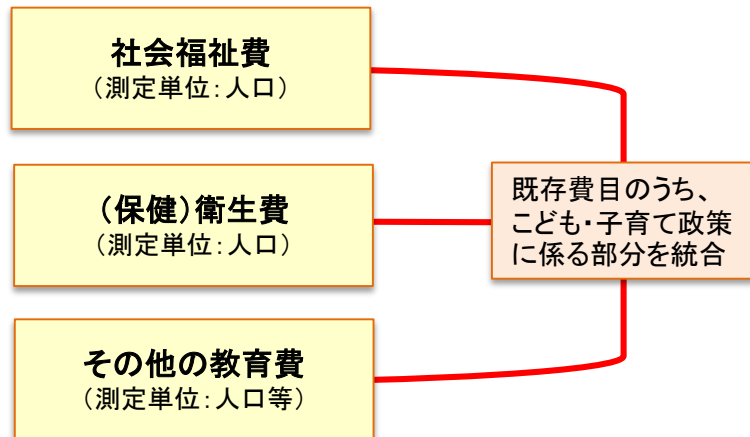 社会福祉費
（測定単位：人口）
（保健）衛生費
（測定単位：人口）
その他の教育費
（測定単位：人口等）
既存費目のうち、
こども・子育て政策
に係る部分を統合